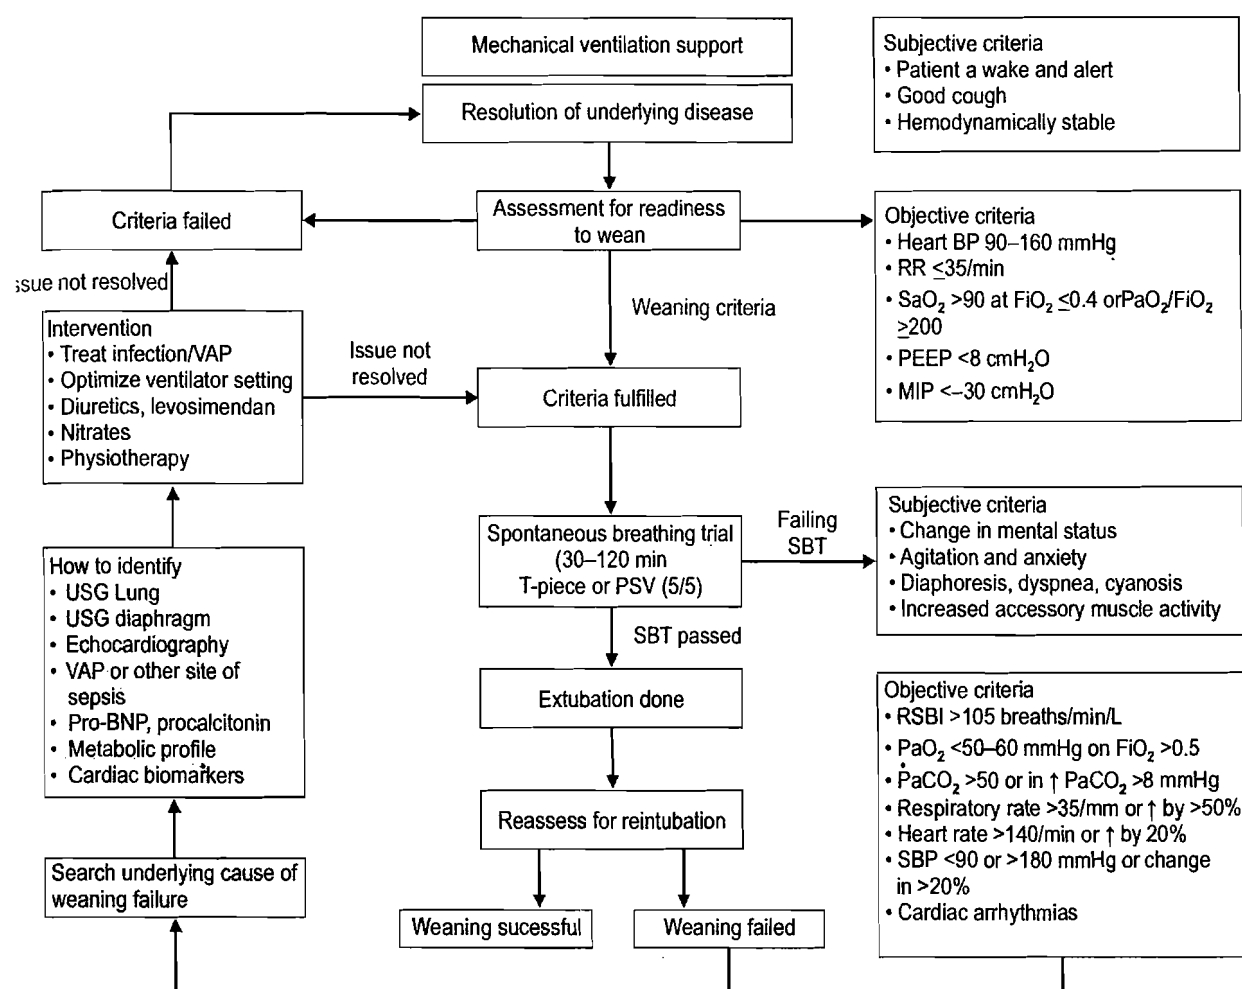 Mechanical ventilation support
Resolution of underlying disease
Subjective criteria
• Patient a wake and alert
• Good cough
• Hemodynamically stable
Criteria failed
Assessment for readiness
to wean
Objective criteria
• Heart BP 90–160 mmHg
• RR ≤35/min
• SaO₂ >90 at FiO₂ ≤0.4 orPaO₂/FiO₂
≥200
• PEEP <8 cmH₂O
• MIP <–30 cmH₂O
ssue not resolved
Weaning criteria
Intervention
• Treat infection/VAP
• Optimize ventilator setting
• Diuretics, levosimendan
• Nitrates
• Physiotherapy
Issue not
resolved
Criteria fulfilled
Spontaneous breathing trial
(30–120 min
T-piece or PSV (5/5)
Failing
SBT
Subjective criteria
• Change in mental status
• Agitation and anxiety
• Diaphoresis, dyspnea, cyanosis
• Increased accessory muscle activity
How to identify
• USG Lung
• USG diaphragm
• Echocardiography
• VAP or other site of
sepsis
• Pro-BNP, procalcitonin
• Metabolic profile
• Cardiac biomarkers
SBT passed
Extubation done
Objective criteria
• RSBI >105 breaths/min/L
• PaO₂ <50–60 mmHg on FiO₂ >0.5
• PaCO₂ >50 or in ↑ PaCO₂ >8 mmHg
• Respiratory rate >35/mm or ↑ by >50%
• Heart rate >140/min or ↑ by 20%
• SBP <90 or >180 mmHg or change
in >20%
• Cardiac arrhythmias
Reassess for reintubation
Search underlying cause of
weaning failure
Weaning sucessful
Weaning failed